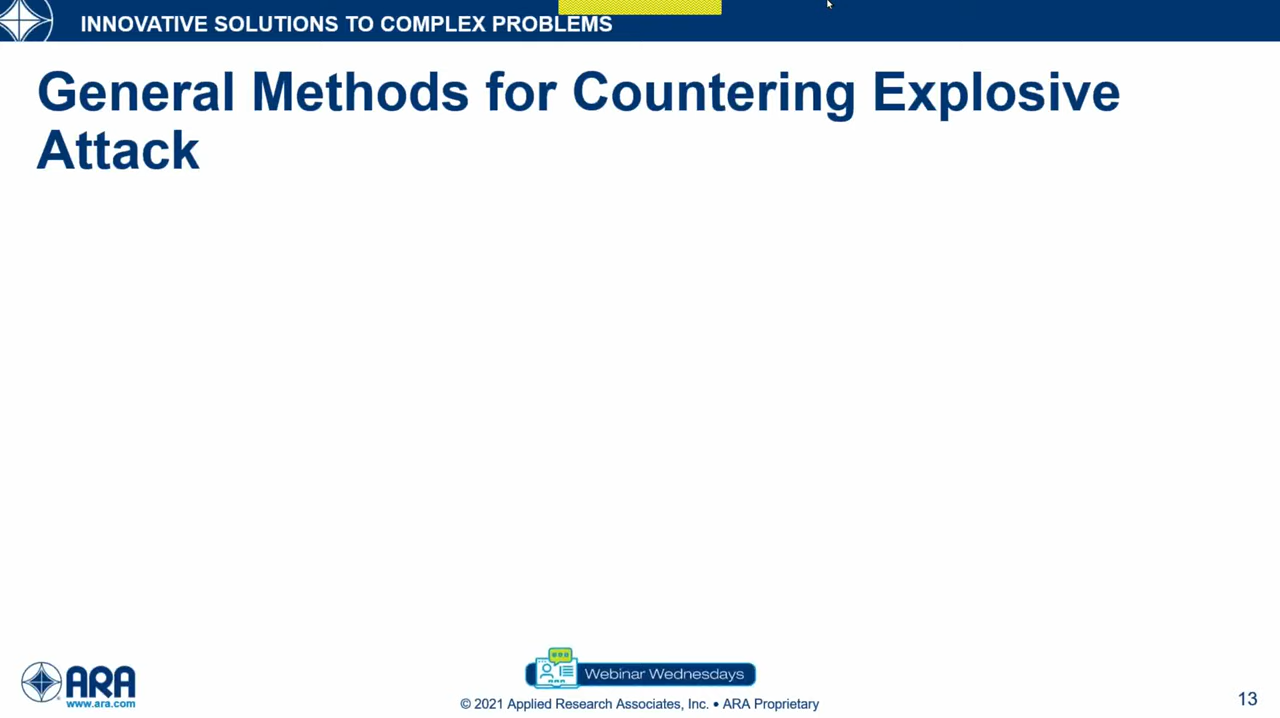 INNOVATIVE SOLUTIONS TO COMPLEX PROBLEMS
General Methods for Countering Explosive
Attack
ARA
www.ara.com
Webinar Wednesdays
© 2021 Applied Research Associates, Inc. • ARA Proprietary
13